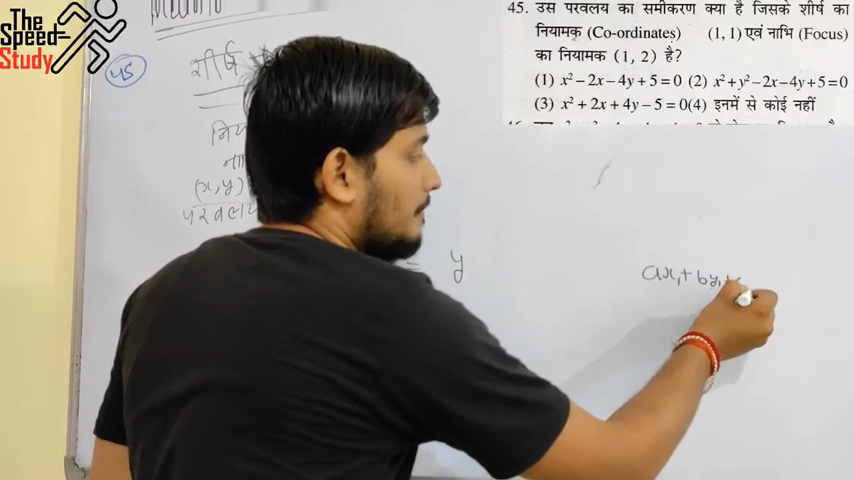 The
Speed
Study
45
शीर्ष
(x,y)
= y
ax₁+by₁+
45. उस परवलय का समीकरण क्या है जिसके शीर्ष का
नियामक (Co-ordinates) (1, 1) एवं नाभि (Focus)
का नियामक (1, 2) है?
(1) x²−2x−4y+5=0 (2) x²+y²−2x−4y+5=0
(3) x²+2x+4y−5=0(4) इनमें से कोई नहीं